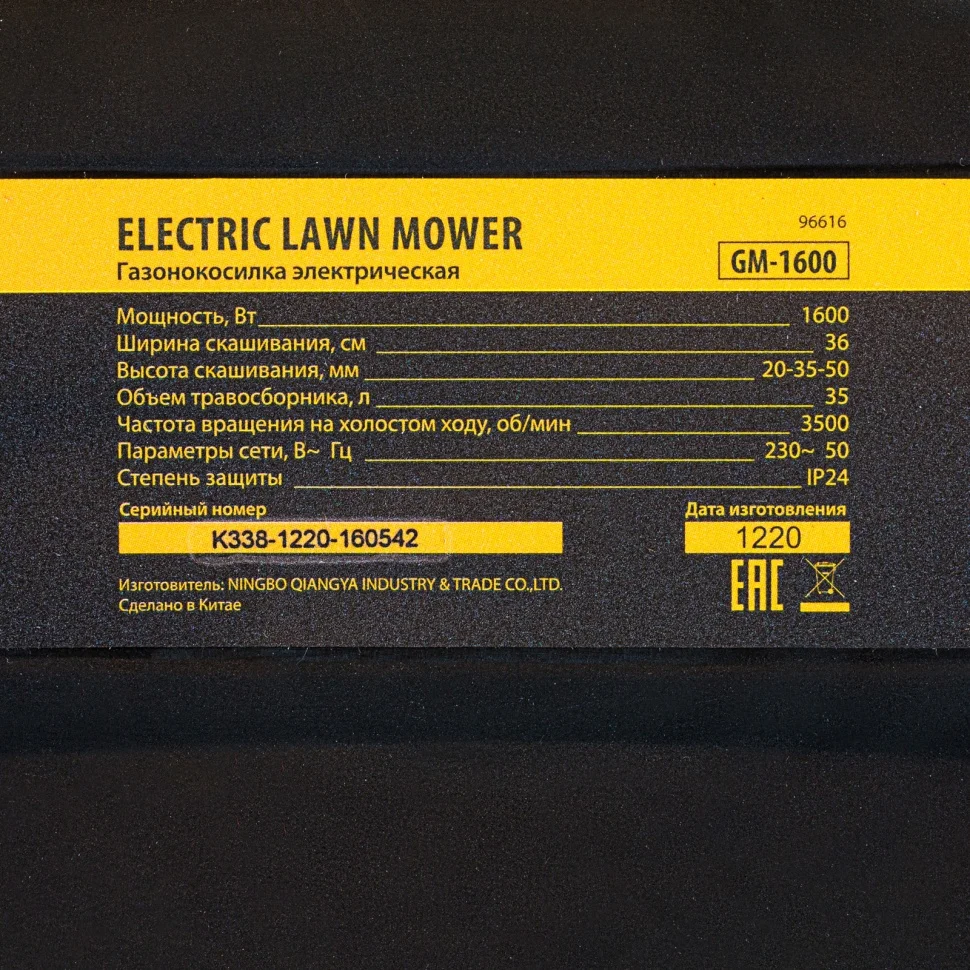 ELECTRIC LAWN MOWER
96616
Газонокосилка электрическая
GM-1600
Мощность, Вт 1600
Ширина скашивания, см 36
Высота скашивания, мм 20-35-50
Объем травосборника, л 35
Частота вращения на холостом ходу, об/мин 3500
Параметры сети, В~ Гц 230~ 50
Степень защиты IP24
Серийный номер
Дата изготовления
K338-1220-160542
1220
Изготовитель: NINGBO QIANGYA INDUSTRY & TRADE CO.,LTD.
Сделано в Китае
EAC